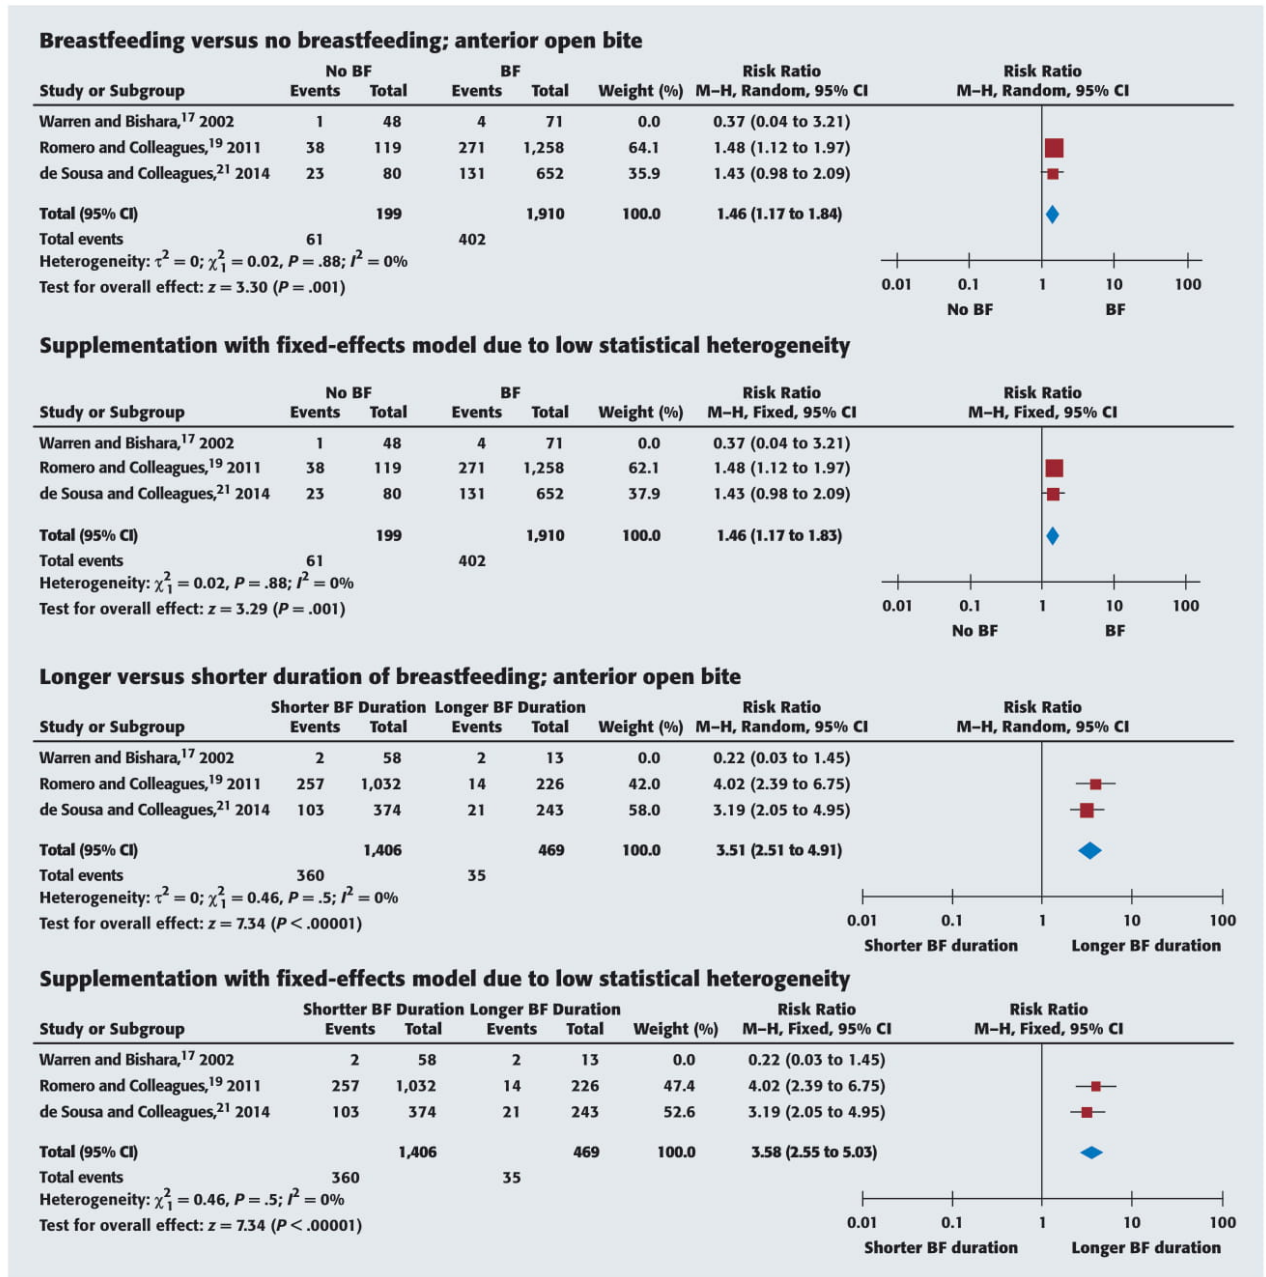 Breastfeeding versus no breastfeeding; anterior open bite
No BF BF Risk Ratio Risk Ratio
Study or Subgroup Events Total Events Total Weight (%) M–H, Random, 95% CI M–H, Random, 95% CI
Warren and Bishara,17 2002 1 48 4 71 0.0 0.37 (0.04 to 3.21)
Romero and Colleagues,19 2011 38 119 271 1,258 64.1 1.48 (1.12 to 1.97)
de Sousa and Colleagues,21 2014 23 80 131 652 35.9 1.43 (0.98 to 2.09)
Total (95% CI) 199 1,910 100.0 1.46 (1.17 to 1.84)
Total events 61 402
Heterogeneity: τ2 = 0; χ21 = 0.02, P = .88; I2 = 0%
Test for overall effect: z = 3.30 (P = .001)
0.01 0.1 1 10 100
No BF BF
Supplementation with fixed-effects model due to low statistical heterogeneity
No BF BF Risk Ratio Risk Ratio
Study or Subgroup Events Total Events Total Weight (%) M–H, Fixed, 95% CI M–H, Fixed, 95% CI
Warren and Bishara,17 2002 1 48 4 71 0.0 0.37 (0.04 to 3.21)
Romero and Colleagues,19 2011 38 119 271 1,258 62.1 1.48 (1.12 to 1.97)
de Sousa and Colleagues,21 2014 23 80 131 652 37.9 1.43 (0.98 to 2.09)
Total (95% CI) 199 1,910 100.0 1.46 (1.17 to 1.83)
Total events 61 402
Heterogeneity: χ21 = 0.02, P = .88; I2 = 0%
Test for overall effect: z = 3.29 (P = .001)
0.01 0.1 1 10 100
No BF BF
Longer versus shorter duration of breastfeeding; anterior open bite
Shorter BF Duration Longer BF Duration Risk Ratio Risk Ratio
Study or Subgroup Events Total Events Total Weight (%) M–H, Random, 95% CI M–H, Random, 95% CI
Warren and Bishara,17 2002 2 58 2 13 0.0 0.22 (0.03 to 1.45)
Romero and Colleagues,19 2011 257 1,032 14 226 42.0 4.02 (2.39 to 6.75)
de Sousa and Colleagues,21 2014 103 374 21 243 58.0 3.19 (2.05 to 4.95)
Total (95% CI) 1,406 469 100.0 3.51 (2.51 to 4.91)
Total events 360 35
Heterogeneity: τ2 = 0; χ21 = 0.46, P = .5; I2 = 0%
Test for overall effect: z = 7.34 (P < .00001)
0.01 0.1 1 10 100
Shorter BF duration Longer BF duration
Supplementation with fixed-effects model due to low statistical heterogeneity
Shortter BF Duration Longer BF Duration Risk Ratio Risk Ratio
Study or Subgroup Events Total Events Total Weight (%) M–H, Fixed, 95% CI M–H, Fixed, 95% CI
Warren and Bishara,17 2002 2 58 2 13 0.0 0.22 (0.03 to 1.45)
Romero and Colleagues,19 2011 257 1,032 14 226 47.4 4.02 (2.39 to 6.75)
de Sousa and Colleagues,21 2014 103 374 21 243 52.6 3.19 (2.05 to 4.95)
Total (95% CI) 1,406 469 100.0 3.58 (2.55 to 5.03)
Total events 360 35
Heterogeneity: χ21 = 0.46, P = .5; I2 = 0%
Test for overall effect: z = 7.34 (P < .00001)
0.01 0.1 1 10 100
Shorter BF duration Longer BF duration